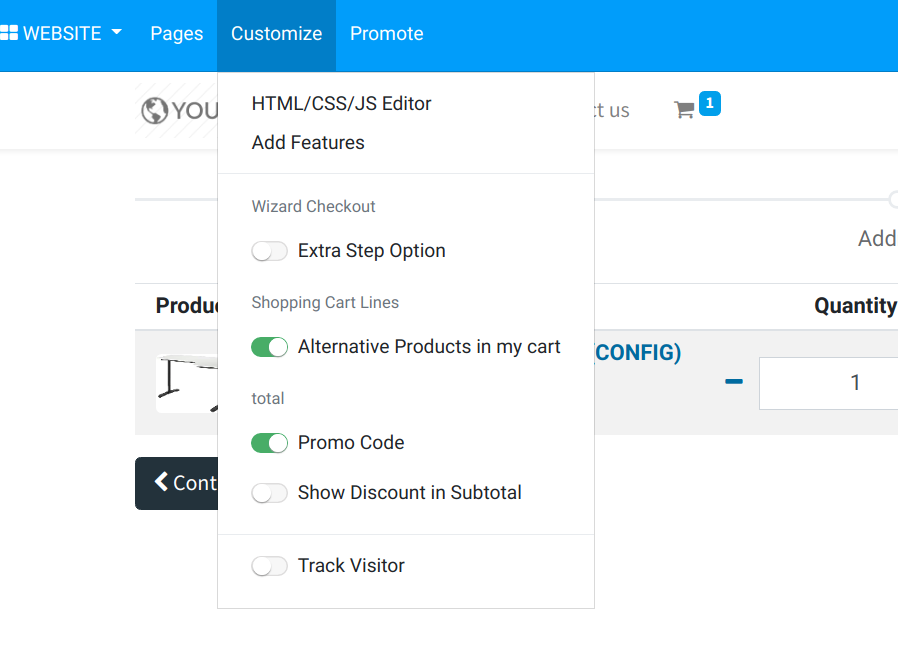 WEBSITE Pages Customize Promote
YOU ct us 1
HTML/CSS/JS Editor
Add Features
Wizard Checkout
Add
Extra Step Option
Shopping Cart Lines
Produc Quantity
Alternative Products in my cart
(CONFIG)
1
total
Promo Code
Cont
Show Discount in Subtotal
Track Visitor